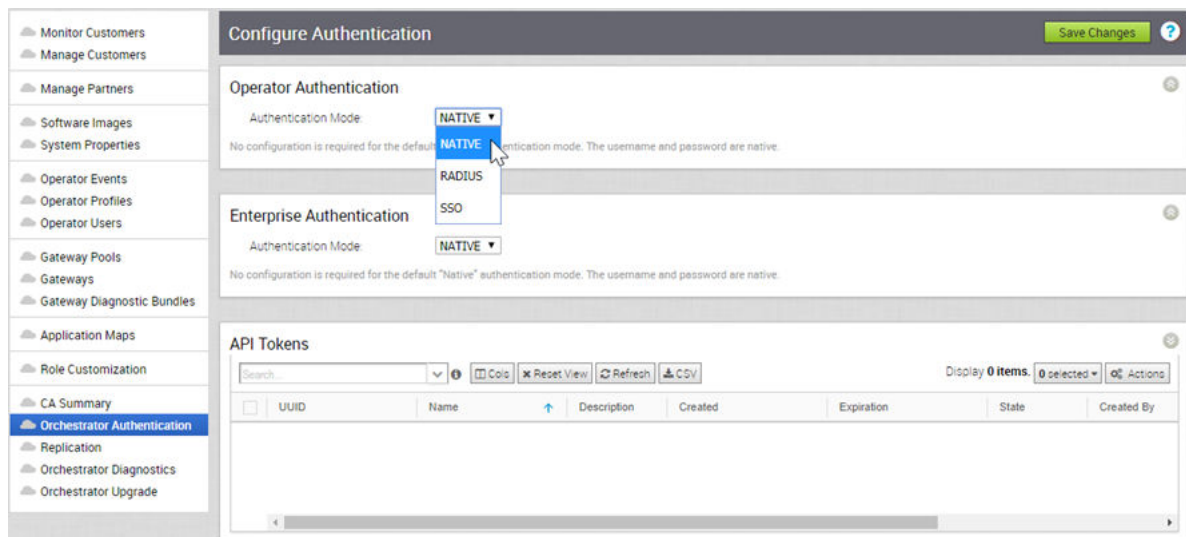 Monitor Customers
Manage Customers
Manage Partners
Software Images
System Properties
Operator Events
Operator Profiles
Operator Users
Gateway Pools
Gateways
Gateway Diagnostic Bundles
Application Maps
Role Customization
CA Summary
Orchestrator Authentication
Replication
Orchestrator Diagnostics
Orchestrator Upgrade
Configure Authentication
Save Changes ?
Operator Authentication
Authentication Mode: NATIVE
No configuration is required for the default entication mode. The username and password are native.
NATIVE
RADIUS
SSO
Enterprise Authentication
Authentication Mode: NATIVE
No configuration is required for the default "Native" authentication mode. The username and password are native.
API Tokens
Search... Cols Reset View Refresh CSV Display 0 items. 0 selected Actions
UUID Name Description Created Expiration State Created By